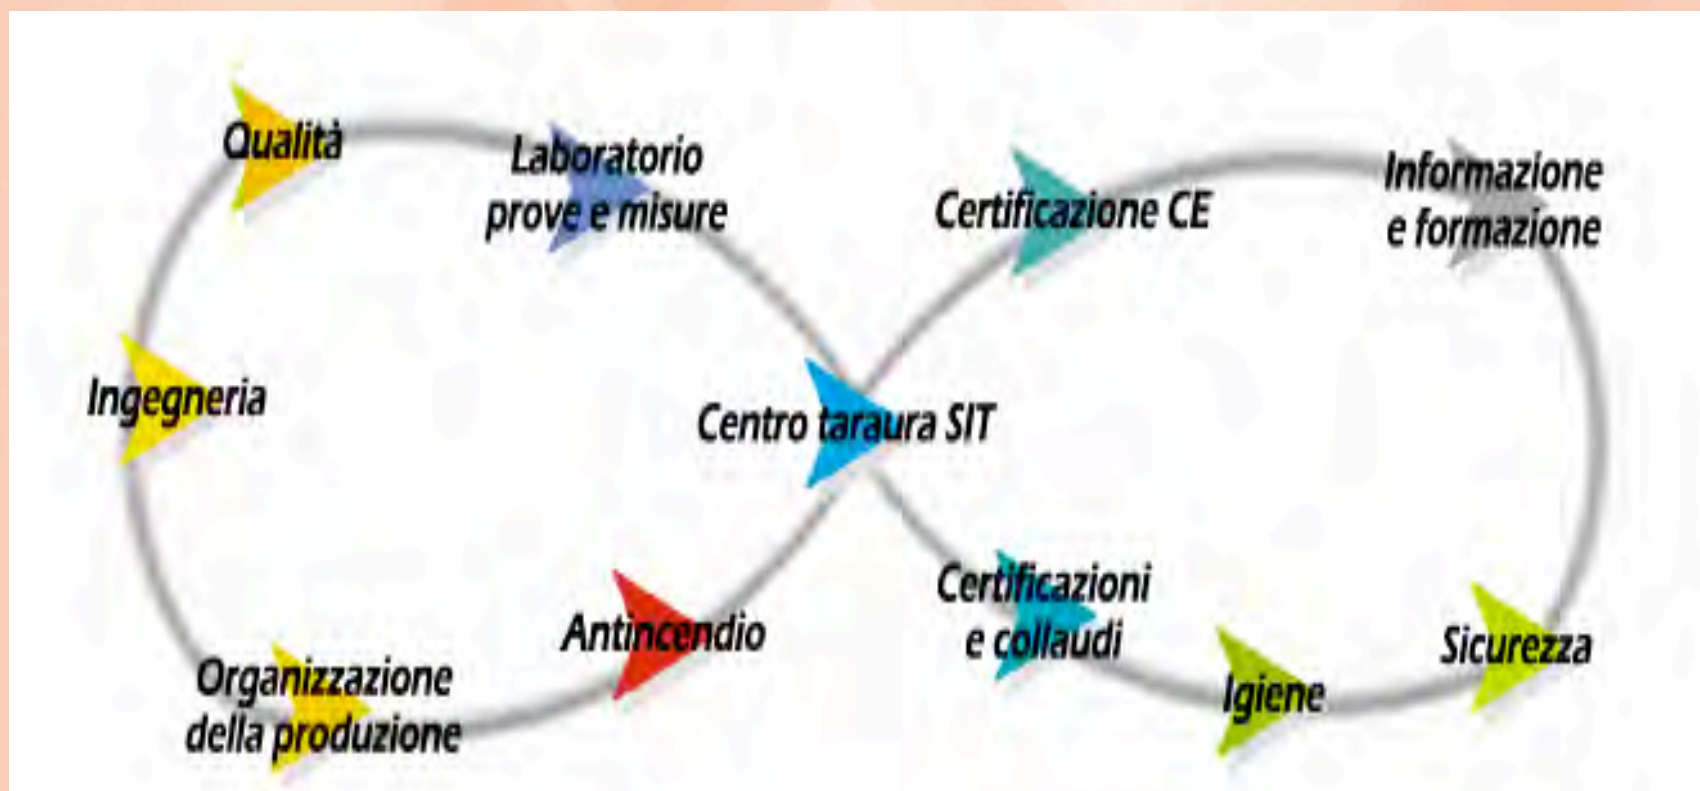 Qualità
Laboratorio
prove e misure
Certificazione CE
Informazione
e formazione
Ingegneria
Centro taraura SIT
Certificazioni
e collaudi
Antincendio
Sicurezza
Organizzazione
della produzione
Igiene